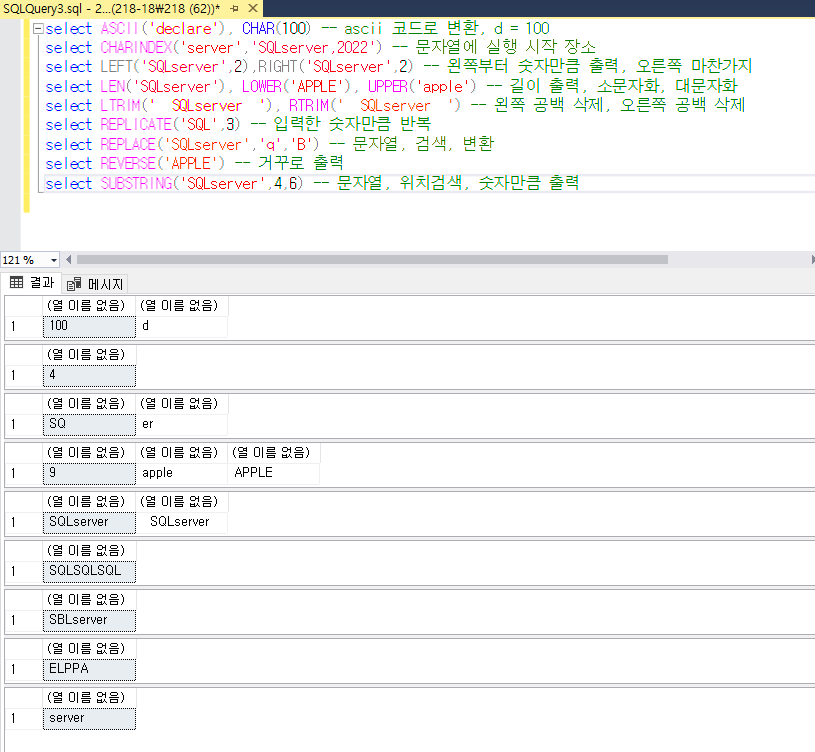 SQLQuery3.sql - 2...(218-18₩218 (62))*
select ASCII('declare'), CHAR(100) -- ascii 코드로 변환, d = 100
select CHARINDEX('server','SQLserver,2022') -- 문자열에 실행 시작 장소
select LEFT('SQLserver',2),RIGHT('SQLserver',2) -- 왼쪽부터 숫자만큼 출력, 오른쪽 마찬가지
select LEN('SQLserver'), LOWER('APPLE'), UPPER('apple') -- 길이 출력, 소문자화, 대문자화
select LTRIM('  SQLserver  '), RTRIM('  SQLserver  ') -- 왼쪽 공백 삭제, 오른쪽 공백 삭제
select REPLICATE('SQL',3) -- 입력한 숫자만큼 반복
select REPLACE('SQLserver','q','B') -- 문자열, 검색, 변환
select REVERSE('APPLE') -- 거꾸로 출력
select SUBSTRING('SQLserver',4,6) -- 문자열, 위치검색, 숫자만큼 출력
121 %
결과 메시지
(열 이름 없음) (열 이름 없음)
1 100 d
(열 이름 없음)
1 4
(열 이름 없음) (열 이름 없음)
1 SQ er
(열 이름 없음) (열 이름 없음) (열 이름 없음)
1 9 apple APPLE
(열 이름 없음) (열 이름 없음)
1 SQLserver SQLserver
(열 이름 없음)
1 SQLSQLSQL
(열 이름 없음)
1 SBLserver
(열 이름 없음)
1 ELPPA
(열 이름 없음)
1 server